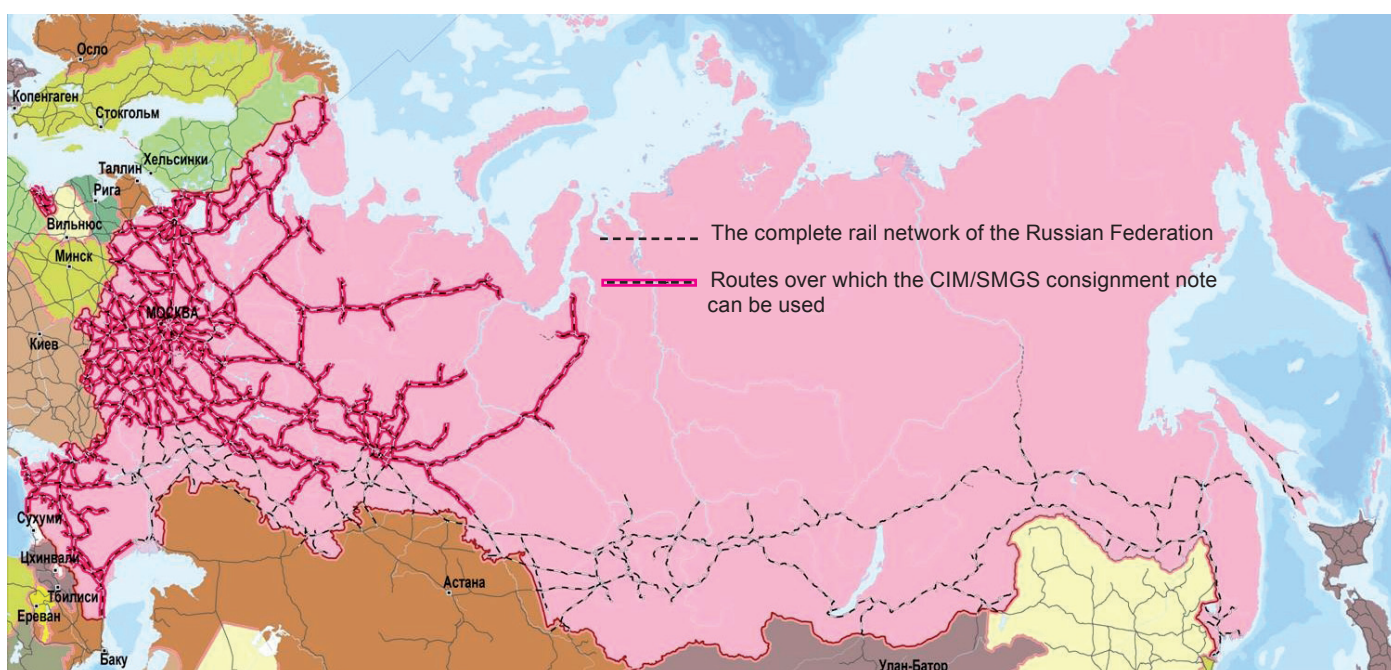 Осло
Копенгаген
Стокгольм
Хельсинки
Таллин
Рига
Вильнюс
Минск
МОСКВА
Киев
The complete rail network of the Russian Federation
Routes over which the CIM/SMGS consignment note
can be used
Сухуми
Цхинвали
Тбилиси
Ереван
Баку
Астана
Улан-Батор